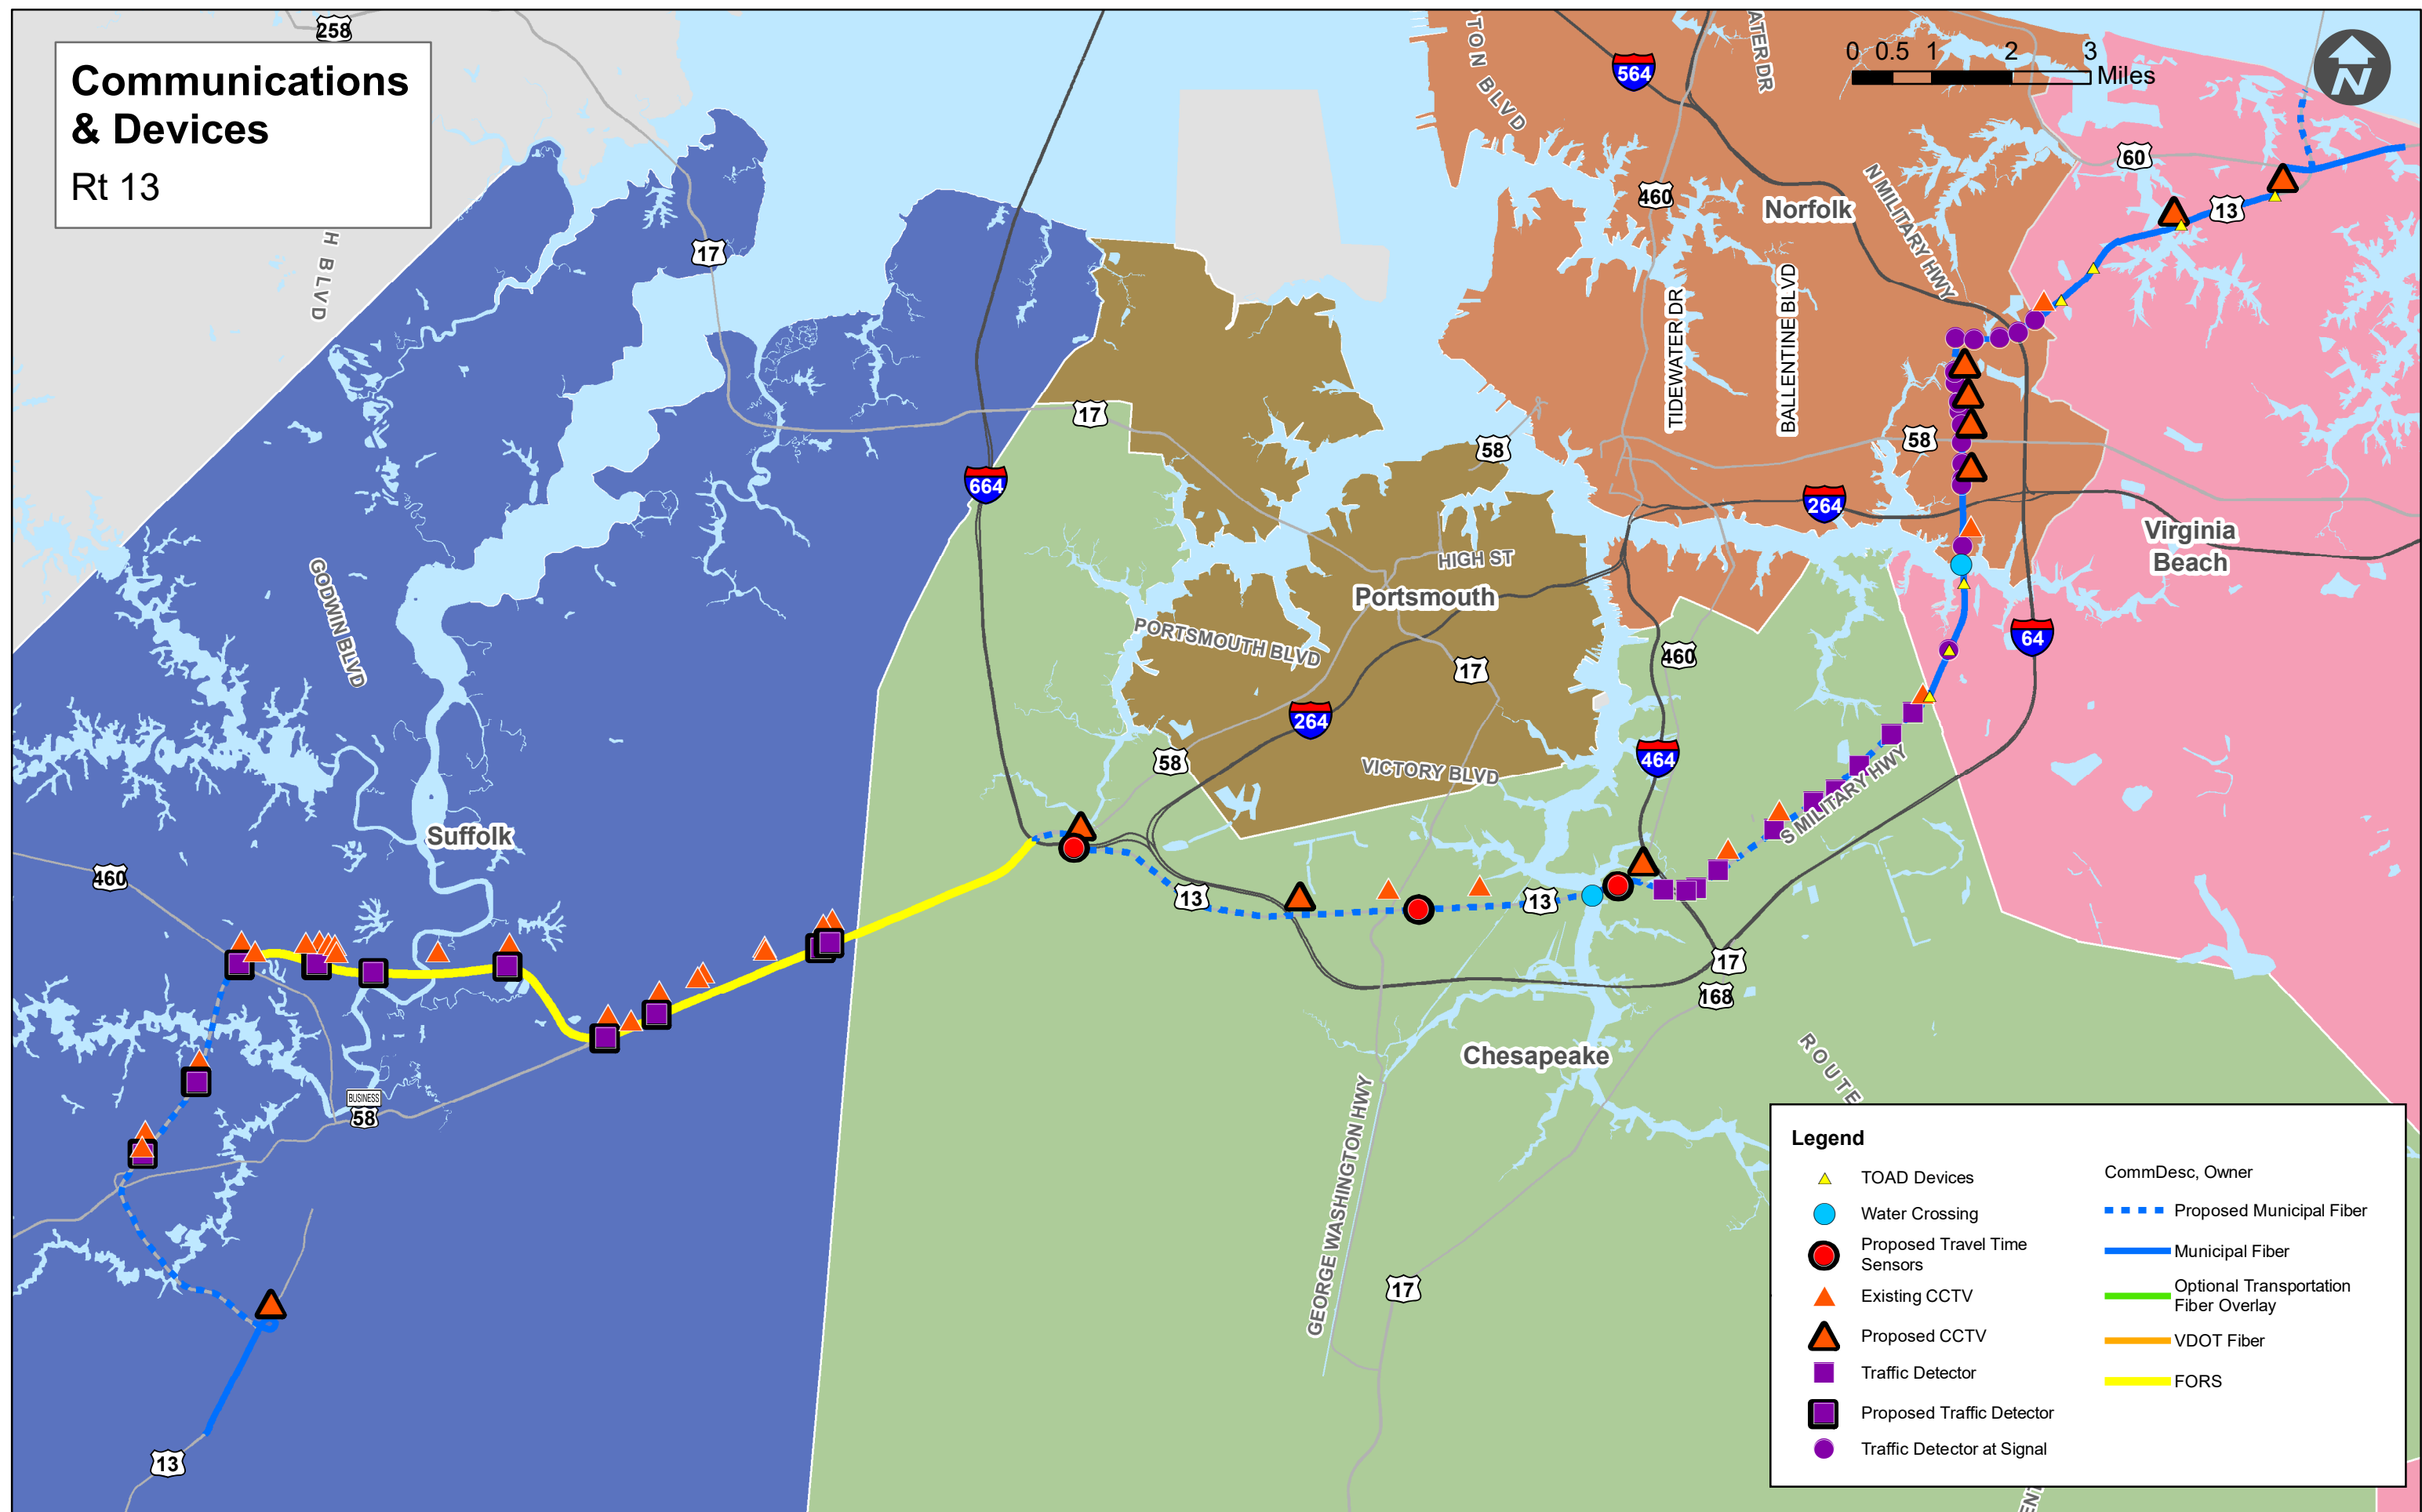 Communications
& Devices
Rt 13
258
H BLVD
17
TON BLVD
564
ATER DR
0 0.5 1 2 3
Miles
N
460
Norfolk
N MILITARY HWY
60
13
TIDEWATER DR
BALLENTINE BLVD
17
58
58
664
264
Virginia
Beach
GODWIN BLVD
HIGH ST
Portsmouth
PORTSMOUTH BLVD
17
460
64
264
58
VICTORY BLVD
464
S MILITARY HWY
Suffolk
460
13
13
17
168
Chesapeake
ROUTE
BUSINESS
58
GEORGE WASHINGTON HWY
17
13
ENT
Legend
TOAD Devices
Water Crossing
Proposed Travel Time
Sensors
Existing CCTV
Proposed CCTV
Traffic Detector
Proposed Traffic Detector
Traffic Detector at Signal
CommDesc, Owner
Proposed Municipal Fiber
Municipal Fiber
Optional Transportation
Fiber Overlay
VDOT Fiber
FORS